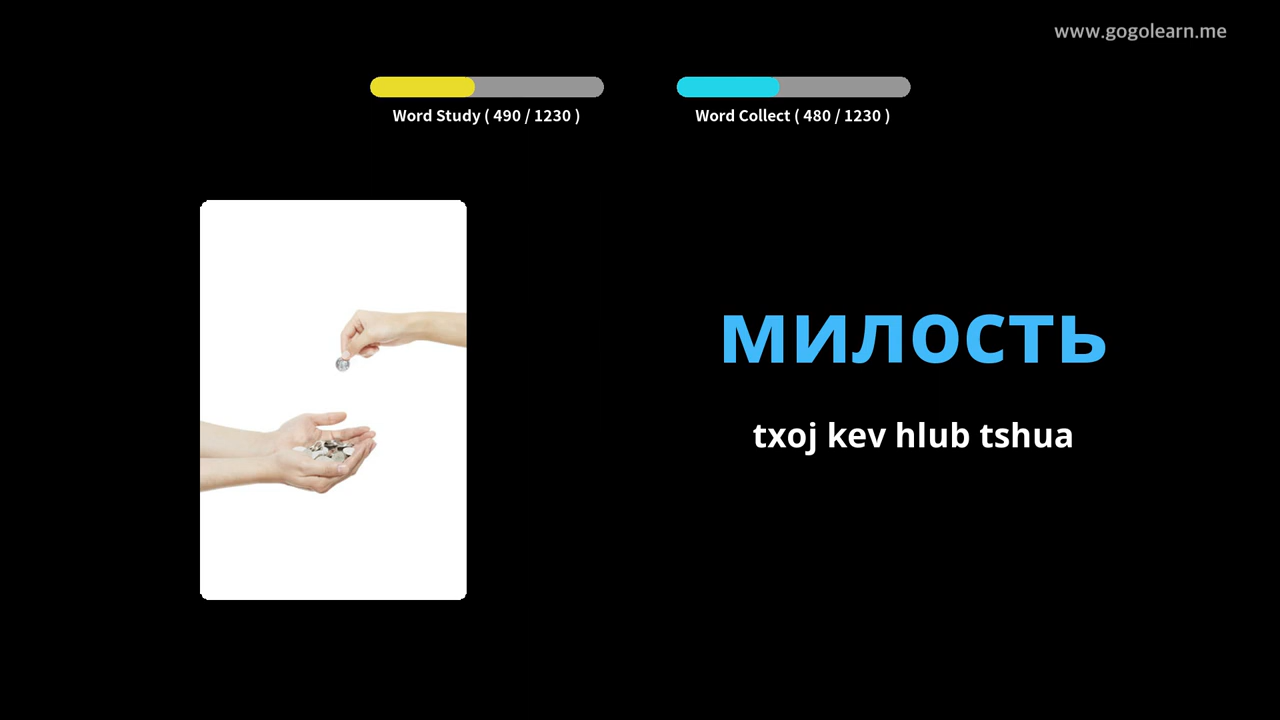 www.gogolearn.me
Word Study ( 490 / 1230 )
Word Collect ( 480 / 1230 )
милость
txoj kev hlub tshua